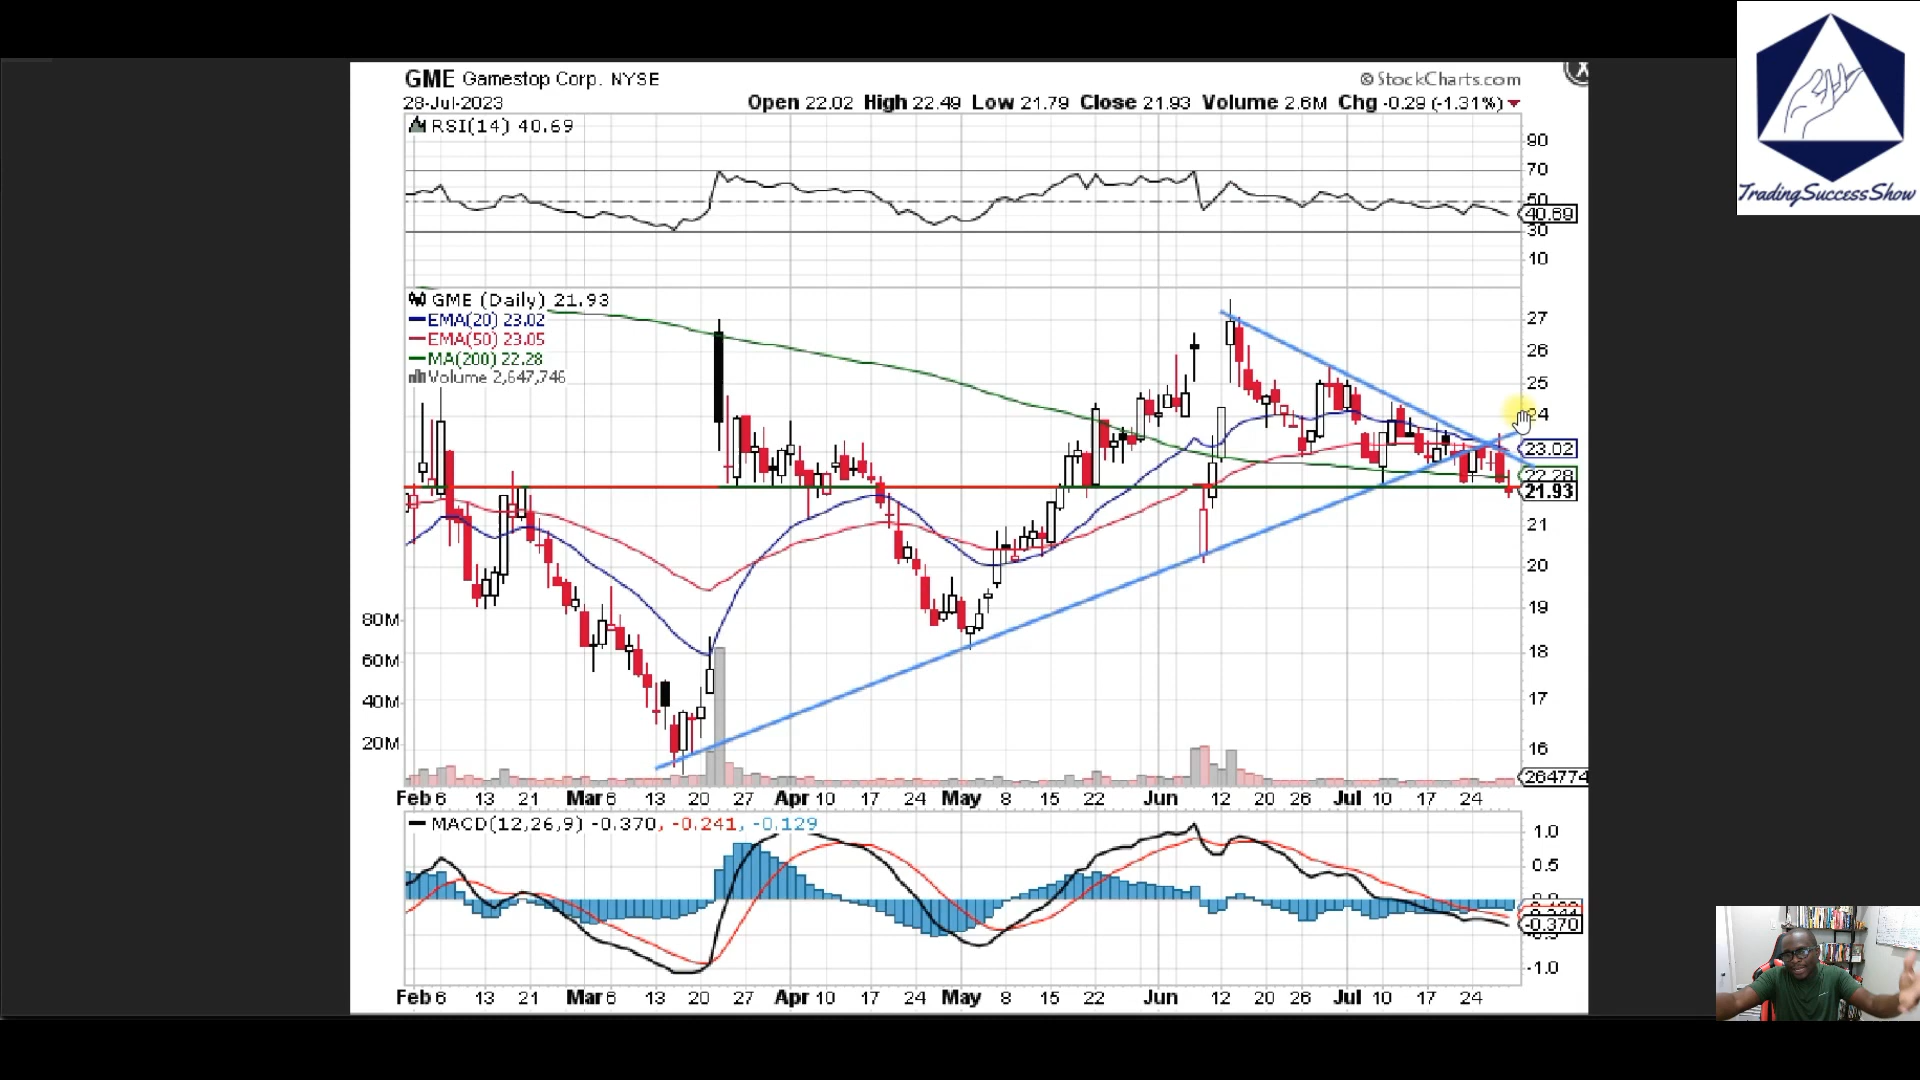 GME Gamestop Corp. NYSE
© StockCharts.com
28-Jul-2023
Open 22.02 High 22.49 Low 21.79 Close 21.93 Volume 2.6M Chg -0.29 (-1.31%)
RSI(14) 40.69
90
70
50
40.69
30
10
GME (Daily) 21.93
EMA(20) 23.02
EMA(50) 23.05
MA(200) 22.28
Volume 2,647,746
27
26
25
24
23.02
22.28
21.93
21
20
19
18
17
16
80M
60M
40M
20M
264774
Feb 6 13 21 Mar 6 13 20 27 Apr 10 17 24 May 8 15 22 Jun 12 20 26 Jul 10 17 24
MACD(12,26,9) -0.370, -0.241, -0.129
1.0
0.5
0.0
-0.370
-1.0
Feb 6 13 21 Mar 6 13 20 27 Apr 10 17 24 May 8 15 22 Jun 12 20 26 Jul 10 17 24
TradingSuccessShow